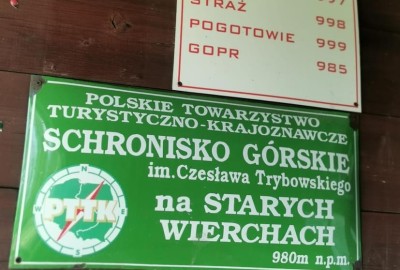 STRAŻ 998
POGOTOWIE 999
GOPR 985
POLSKIE TOWARZYSTWO
TURYSTYCZNO-KRAJOZNAWCZE
SCHRONISKO GÓRSKIE
im.Czesława Trybowskiego
na STARYCH
WIERCHACH
980m n.p.m.
PTTK
N
E
S
W